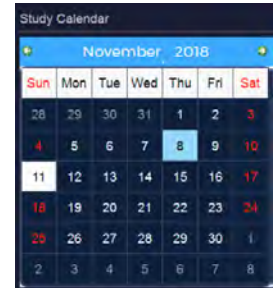 Study Calendar
November, 2018
Sun Mon Tue Wed Thu Fri Sat
28 29 30 31 1 2 3
4 5 6 7 8 9 10
11 12 13 14 15 16 17
18 19 20 21 22 23 24
25 26 27 28 29 30 1
2 3 4 5 6 7 8